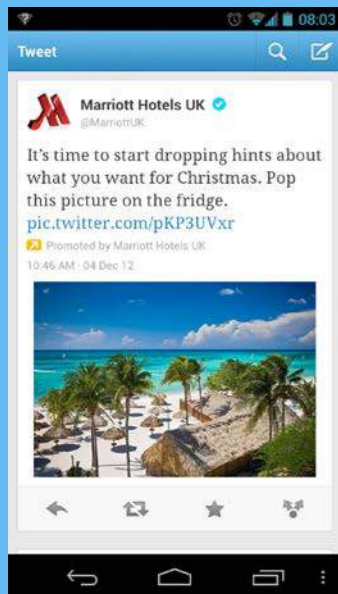 08:03
Tweet
Marriott Hotels UK
@MarriottUK
It's time to start dropping hints about
what you want for Christmas. Pop
this picture on the fridge.
pic.twitter.com/pKP3UVxr
Promoted by Marriott Hotels UK
10:46 AM · 04 Dec 12